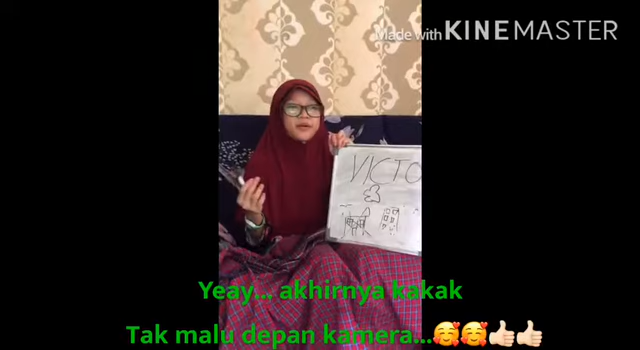 Made with KINEMASTER
VICTO
Yeay... akhirnya kakak
Tak malu depan kamera...🥰🥰👍🏻👍🏻